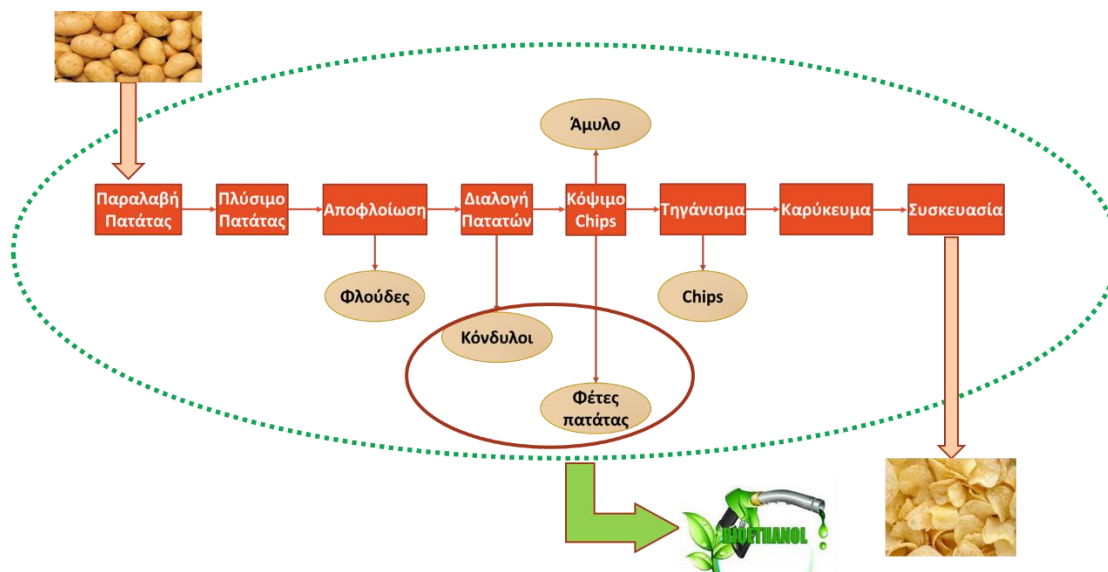 Άμυλο
Παραλαβή
Πατάτας
Πλύσιμο
Πατάτας
Αποφλοίωση
Διαλογή
Πατατών
Κόψιμο
Chips
Τηγάνισμα
Καρύκευμα
Συσκευασία
Φλούδες
Chips
Κόνδυλοι
Φέτες
πατάτας
BIOETHANOL